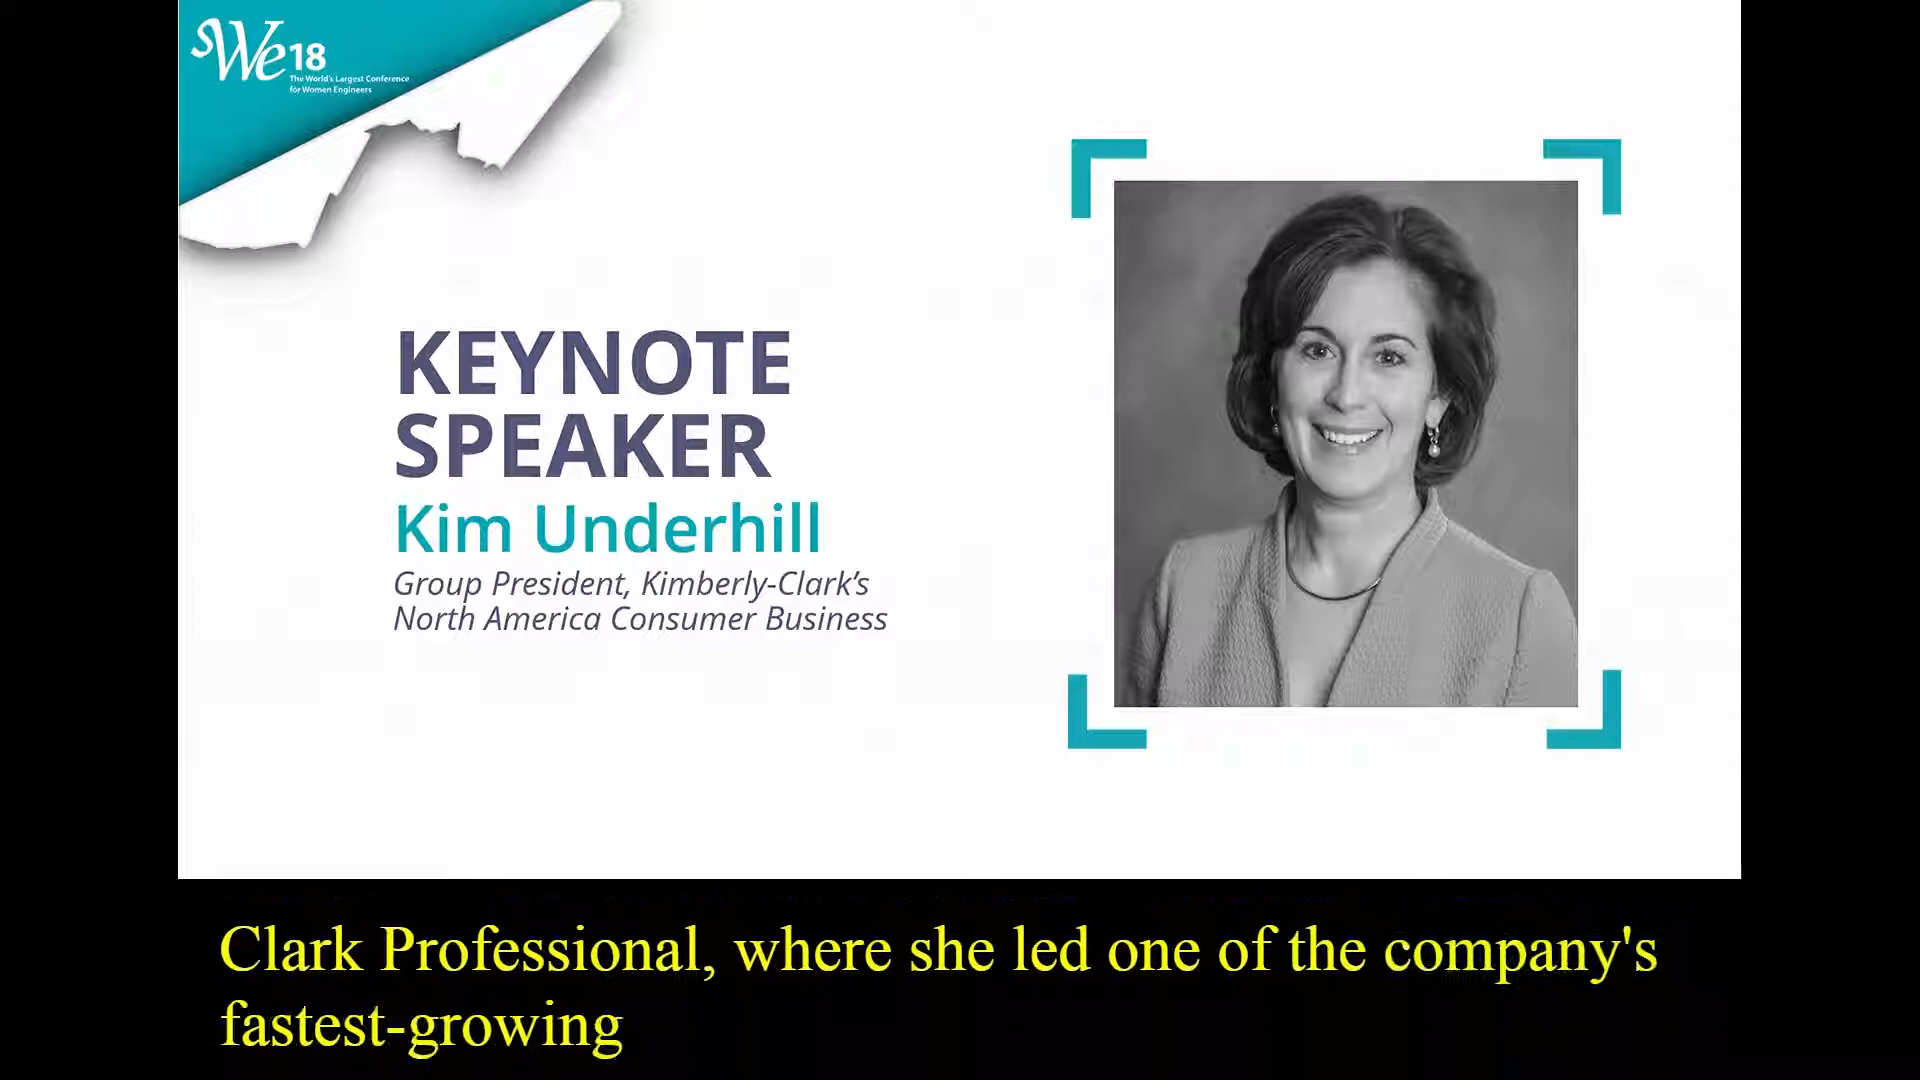 sWe18
The World's Largest Conference
for Women Engineers
KEYNOTE
SPEAKER
Kim Underhill
Group President, Kimberly-Clark’s
North America Consumer Business
Clark Professional, where she led one of the company's
fastest-growing